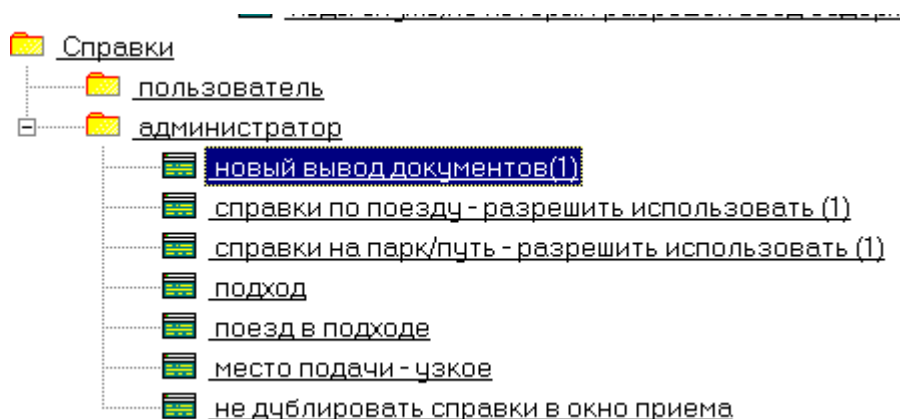 Справки
пользователь
администратор
новый вывод документов(1)
справки по поезду - разрешить использовать (1)
справки на парк/путь - разрешить использовать (1)
подход
поезд в подходе
место подачи - узкое
не дублировать справки в окно приема